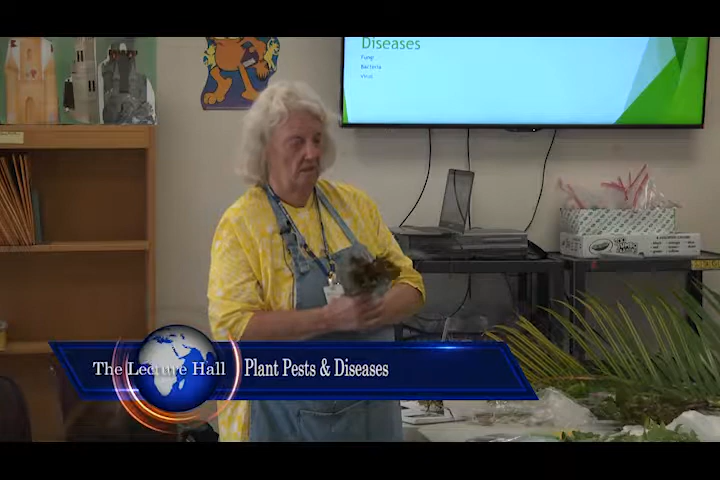 Diseases
Fungi
Bacteria
Virus
The Lecture Hall
Plant Pests & Diseases